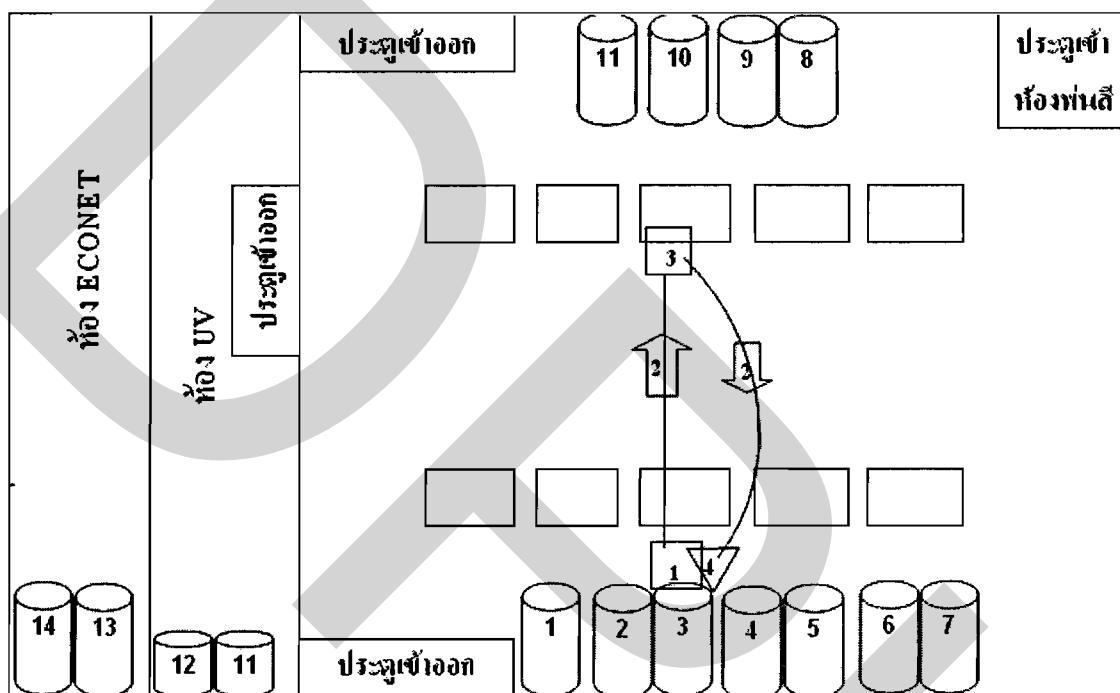 ประตูเข้าออก
11 10 9 8
ประตูเข้า
ห้องพ่นสี
ห้อง ECONET
ห้อง UV
ประตูเข้าออก
3
2 2
1 4
14 13
12 11
1 2 3 4 5 6 7
ประตูเข้าออก